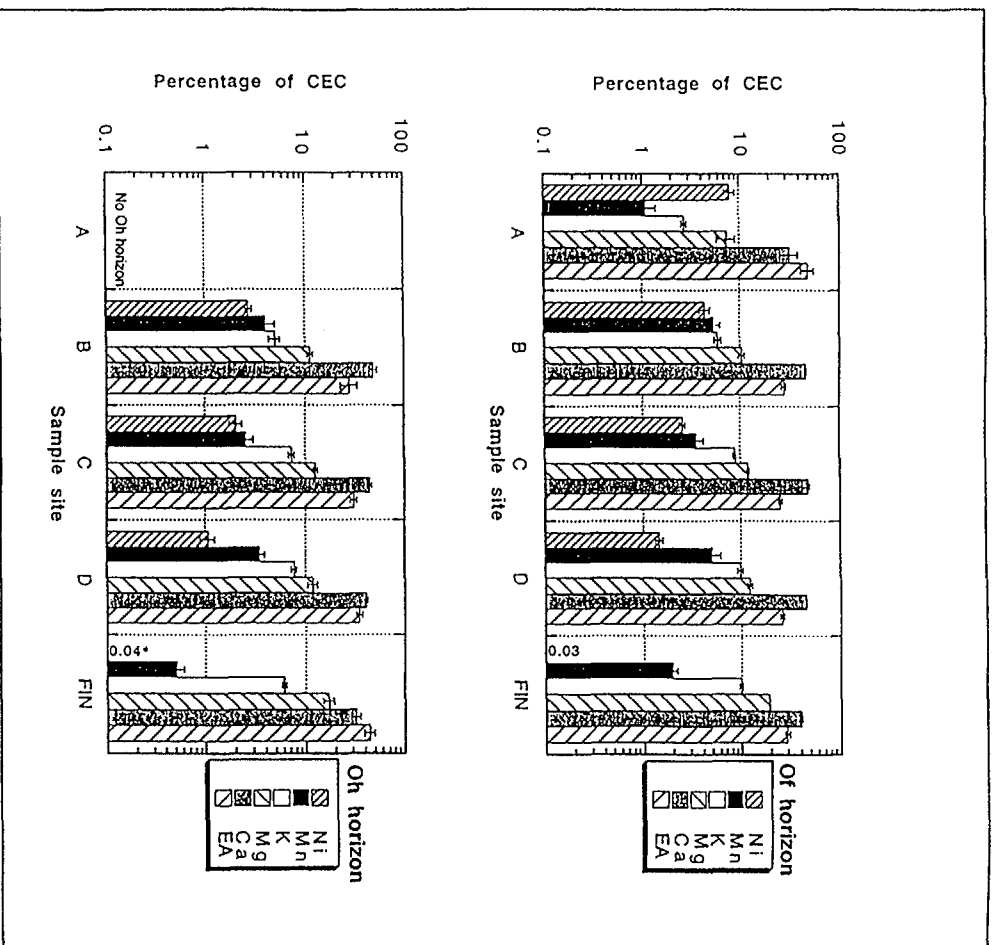 Of horizon
Percentage of CEC
100
10
1
0.1
0.03
A
B
C
D
FIN
Sample site
Ni
Mn
K
Mg
Ca
EA
Oh horizon
Percentage of CEC
100
10
1
0.1
No Oh horizon
0.04*
A
B
C
D
FIN
Sample site
Ni
Mn
K
Mg
Ca
EA